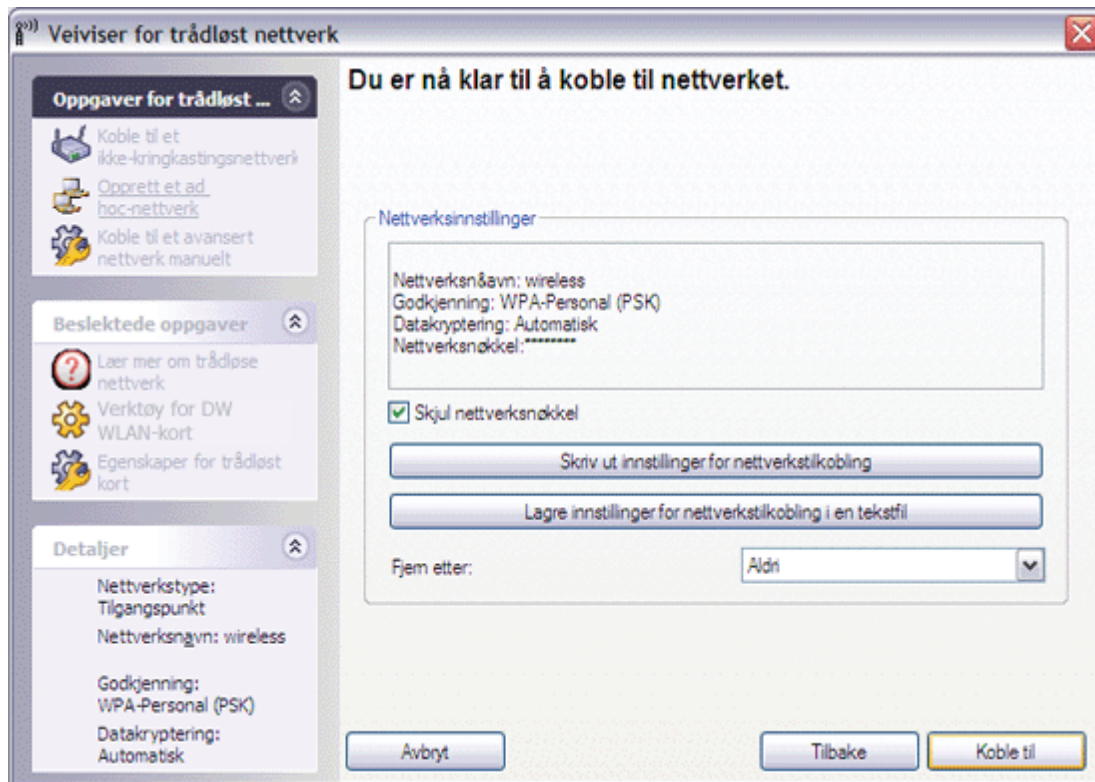 Veiviser for trådløst nettverk
Oppgaver for trådløst ...
Koble til et
ikke-kringkastingsnettverk
Opprett et ad
hoc-nettverk
Koble til et avansert
nettverk manuelt
Beslektede oppgaver
Lær mer om trådløse
nettverk
Verktøy for DW
WLAN-kort
Egenskaper for trådløst
kort
Detaljer
Nettverkstype:
Tilgangspunkt
Nettverksnavn: wireless
Godkjenning:
WPA-Personal (PSK)
Datakryptering:
Automatisk
Du er nå klar til å koble til nettverket.
Nettverksinnstillinger
Nettverksn&avn: wireless
Godkjenning: WPA-Personal (PSK)
Datakryptering: Automatisk
Nettverksnøkkel:********
Skjul nettverksnøkkel
Skriv ut innstillinger for nettverkstilkobling
Lagre innstillinger for nettverkstilkobling i en tekstfil
Fjern etter:
Aldri
Avbryt
Tilbake
Koble til